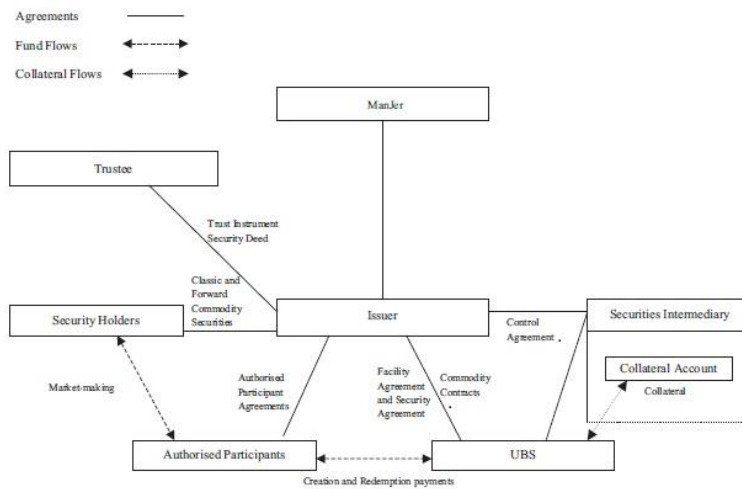 Agreements
Fund Flows
Collateral Flows
ManJer
Trustee
Trust Instrument
Security Deed
Classic and
Forward
Commodity
Securities
Security Holders
Issuer
Securities Intermediary
Control
Agreement .
Collateral Account
Collateral
Market-making
Authorised
Participant
Agreements
Facility
Agreement
and Security
Agreement
Commodity
Contracts
.
Authorised Participants
UBS
Creation and Redemption payments